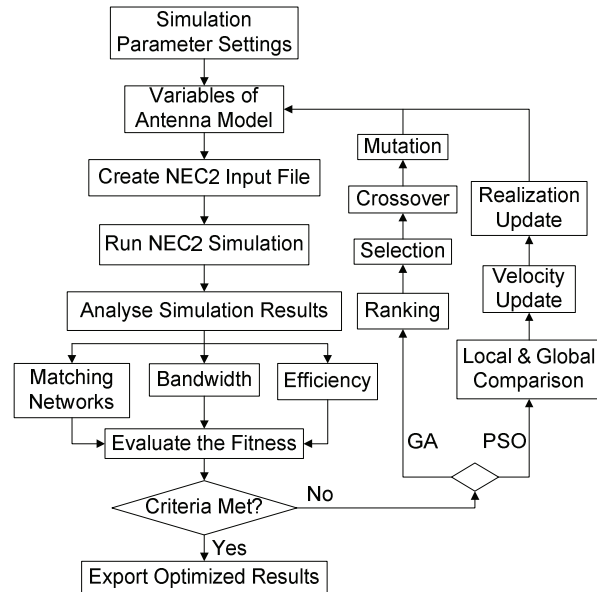 Simulation
Parameter Settings
Variables of
Antenna Model
Create NEC2 Input File
Run NEC2 Simulation
Analyse Simulation Results
Matching
Networks
Bandwidth
Efficiency
Evaluate the Fitness
Criteria Met?
No
Yes
Export Optimized Results
GA
PSO
Ranking
Selection
Crossover
Mutation
Local & Global
Comparison
Velocity
Update
Realization
Update